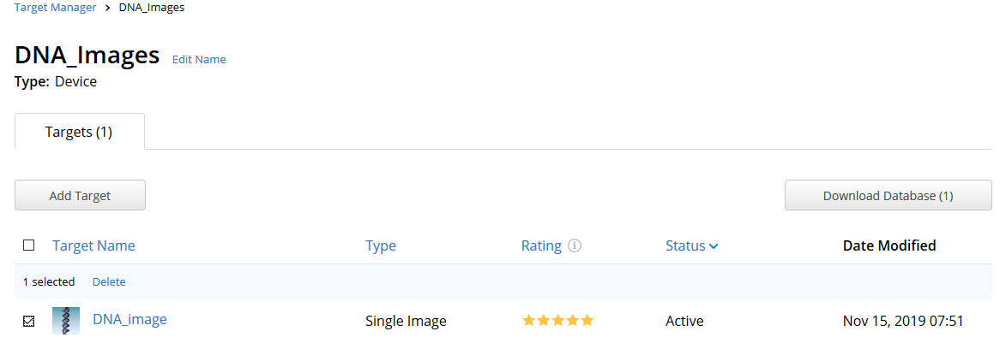 Target Manager > DNA_Images
DNA_Images Edit Name
Type: Device
Targets (1)
Add Target Download Database (1)
Target Name Type Rating Status Date Modified
1 selected Delete
DNA_image Single Image Active Nov 15, 2019 07:51